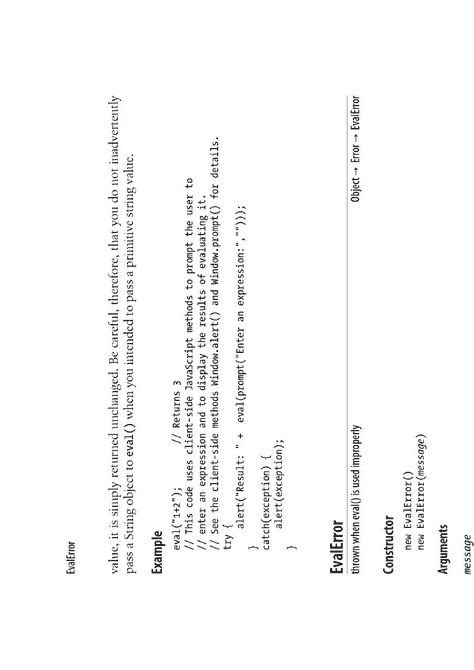 EvalError
value, it is simply returned unchanged. Be careful, therefore, that you do not inadvertently
pass a String object to eval() when you intended to pass a primitive string value.
Example
eval("1+2");          // Returns 3
// This code uses client-side JavaScript methods to prompt the user to
// enter an expression and to display the results of evaluating it.
// See the client-side methods Window.alert() and Window.prompt() for details.
try {
    alert("Result: " +  eval(prompt("Enter an expression:","")));
}
catch(exception) {
    alert(exception);
}
EvalError
thrown when eval() is used improperly          Object → Error → EvalError
Constructor
new EvalError()
new EvalError(message)
Arguments
message